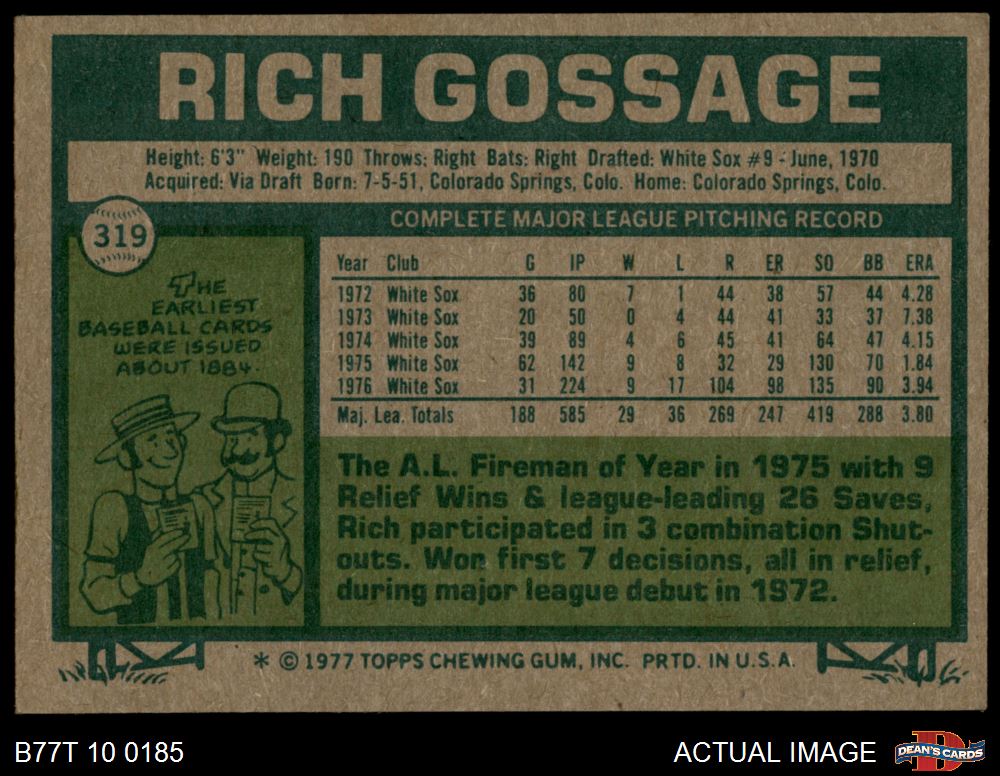 RICH GOSSAGE
Height: 6'3" Weight: 190 Throws: Right Bats: Right Drafted: White Sox #9 - June, 1970
Acquired: Via Draft Born: 7-5-51, Colorado Springs, Colo. Home: Colorado Springs, Colo.
319
COMPLETE MAJOR LEAGUE PITCHING RECORD
THE
EARLIEST
BASEBALL CARDS
WERE ISSUED
ABOUT 1884.
Year Club G IP W L R ER SO BB ERA
1972 White Sox 36 80 7 1 44 38 57 44 4.28
1973 White Sox 20 50 0 4 44 41 33 37 7.38
1974 White Sox 39 89 4 6 45 41 64 47 4.15
1975 White Sox 62 142 9 8 32 29 130 70 1.84
1976 White Sox 31 224 9 17 104 98 135 90 3.94
Maj. Lea. Totals 188 585 29 36 269 247 419 288 3.80
The A.L. Fireman of Year in 1975 with 9
Relief Wins & league-leading 26 Saves,
Rich participated in 3 combination Shut-
outs. Won first 7 decisions, all in relief,
during major league debut in 1972.
* © 1977 TOPPS CHEWING GUM, INC. PRTD. IN U.S.A.
B77T 10 0185
ACTUAL IMAGE
D
DEAN'S CARDS